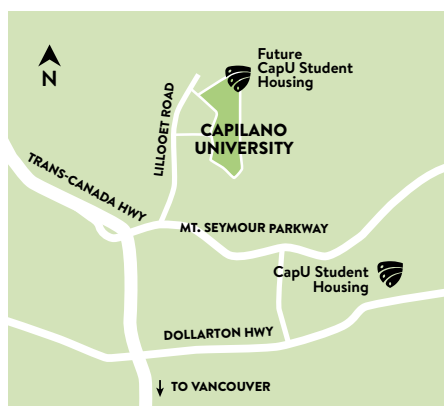 Future
CapU Student
Housing
N
LILLOOET ROAD
CAPILANO
UNIVERSITY
TRANS-CANADA HWY
MT. SEYMOUR PARKWAY
CapU Student
Housing
DOLLARTON HWY
↓ TO VANCOUVER